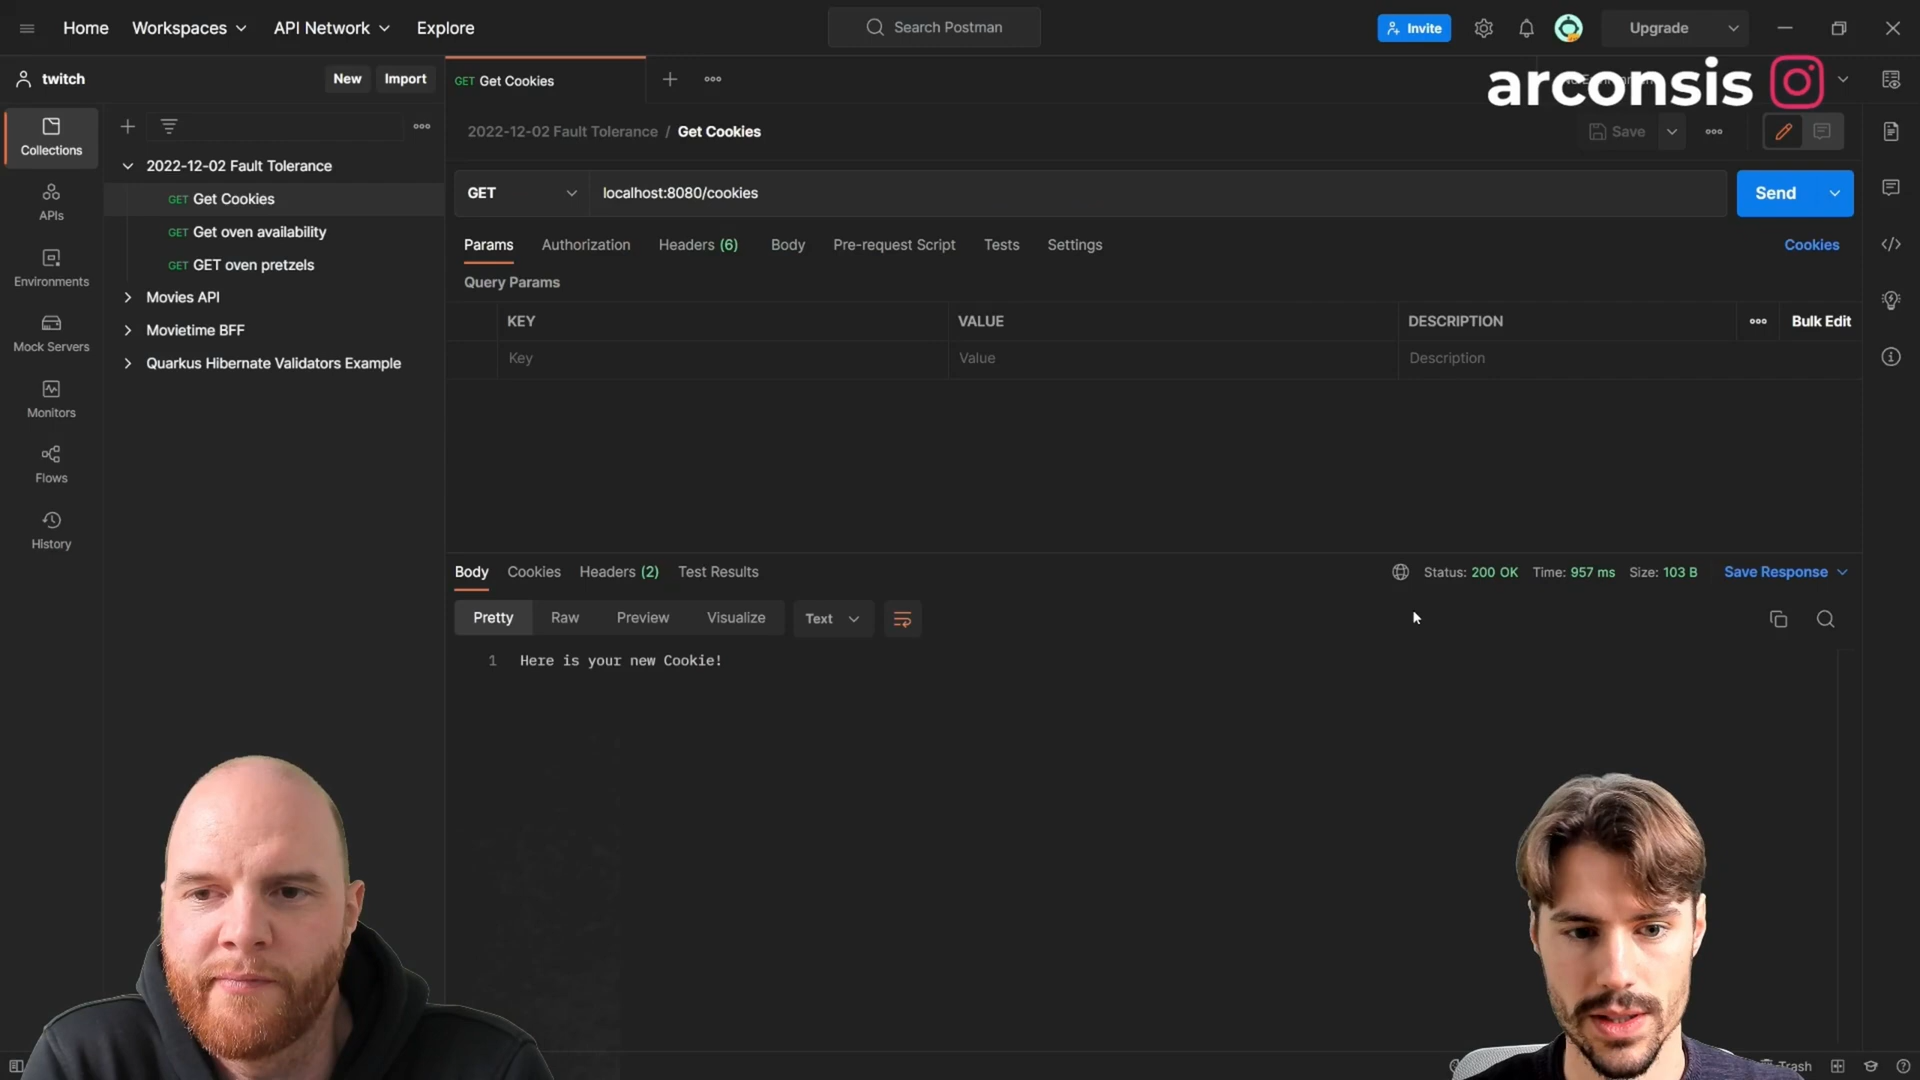 Home Workspaces API Network Explore Search Postman Invite Upgrade
twitch New Import GET Get Cookies
arconsis
2022-12-02 Fault Tolerance / Get Cookies Save
Collections
2022-12-02 Fault Tolerance
GET Get Cookies
GET Get oven availability
GET GET oven pretzels
Movies API
Movietime BFF
Quarkus Hibernate Validators Example
APIs
Environments
Mock Servers
Monitors
Flows
History
GET localhost:8080/cookies Send
Params Authorization Headers (6) Body Pre-request Script Tests Settings Cookies
Query Params
KEY VALUE DESCRIPTION Bulk Edit
Key Value Description
Body Cookies Headers (2) Test Results Status: 200 OK Time: 957 ms Size: 103 B Save Response
Pretty Raw Preview Visualize Text
1 Here is your new Cookie!
Trash